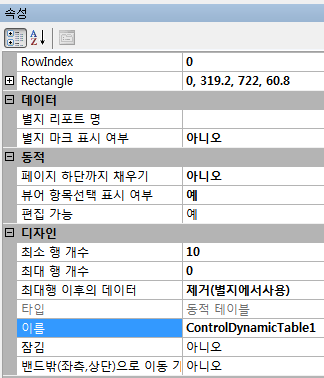 속성
RowIndex 0
Rectangle 0, 319.2, 722, 60.8
데이터
별지 리포트 명
별지 마크 표시 여부 아니오
동적
페이지 하단까지 채우기 아니오
뷰어 항목선택 표시 여부 예
편집 가능 예
디자인
최소 행 개수 10
최대 행 개수 0
최대행 이후의 데이터 제거(별지에서사용)
타입 동적 테이블
이름 ControlDynamicTable1
잠김 아니오
밴드밖(좌측,상단)으로 이동 아니오